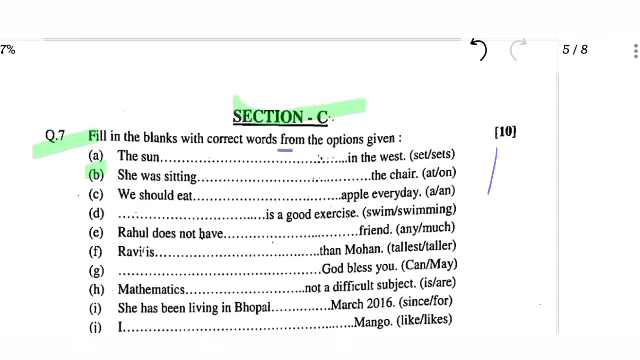 7%
5 / 8
SECTION - C
Q.7 Fill in the blanks with correct words from the options given : [10]
(a) The sun....................................................in the west. (set/sets)
(b) She was sitting................................................the chair. (at/on)
(c) We should eat..........................................apple everyday. (a/an)
(d) .........................................is a good exercise. (swim/swimming)
(e) Rahul does not have......................................friend. (any/much)
(f) Ravi is..............................................than Mohan. (tallest/taller)
(g) .........................................................God bless you. (Can/May)
(h) Mathematics.................................not a difficult subject. (is/are)
(i) She has been living in Bhopal........................March 2016. (since/for)
(j) I.................................................................Mango. (like/likes)